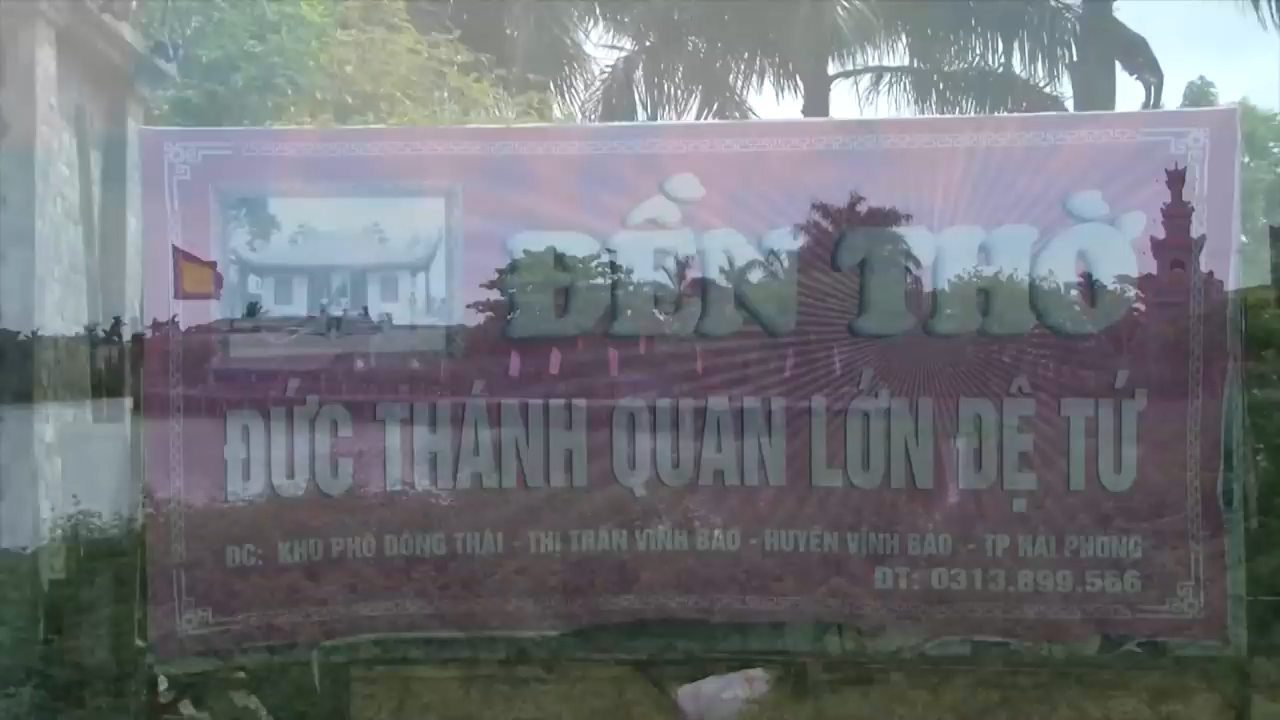 ĐỀN THỜ
ĐỨC THÁNH QUAN LỚN ĐỆ TỨ
ĐC: KHU PHỐ ĐÔNG THÁI - THỊ TRẤN VĨNH BẢO - HUYỆN VĨNH BẢO - TP HẢI PHÒNG
ĐT: 0313.899.566